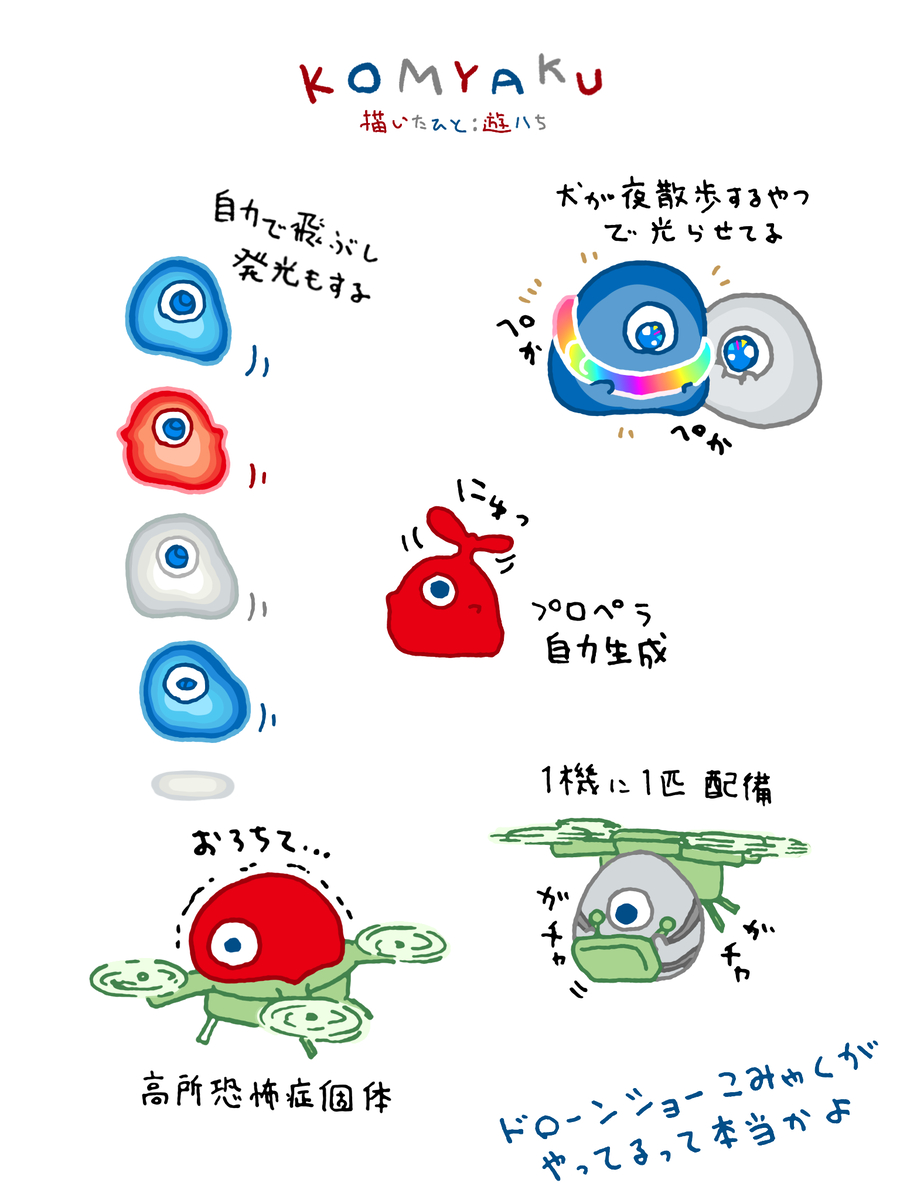 KOMYAKU
描いたひと:遊ハち
自力で飛ぶし
発光もする
犬が夜散歩するやつ
で光らせてる
ペか
ペか
にゅっ
プロペラ
自力生成
1機に1匹 配備
おろちて...
ガチャ
ガチャ
高所恐怖症個体
ドローンショーこみゃくが
やってるって本当かよ